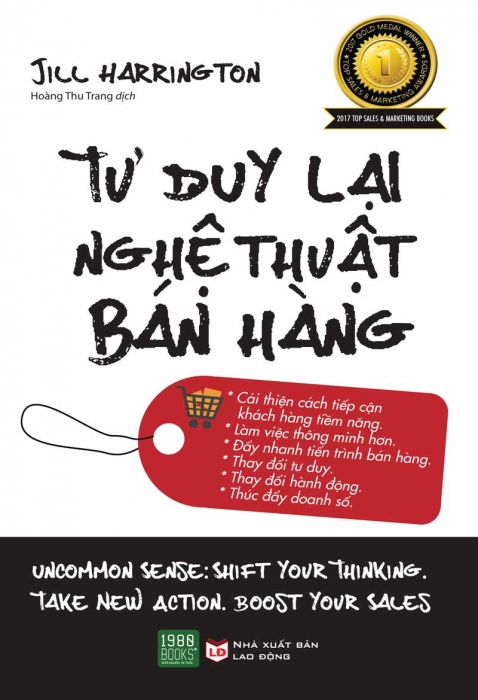 JILL HARRINGTON
Hoàng Thu Trang dịch
2017 GOLD MEDAL WINNER
1
TOP SALES & MARKETING AWARDS
2017 TOP SALES & MARKETING BOOKS
TƯ DUY LẠI
NGHỆ THUẬT
BÁN HÀNG
* Cải thiện cách tiếp cận
khách hàng tiềm năng.
* Làm việc thông minh hơn.
* Đẩy nhanh tiến trình bán hàng.
* Thay đổi tư duy.
* Thay đổi hành động.
* Thúc đẩy doanh số.
UNCOMMON SENSE: SHIFT YOUR THINKING.
TAKE NEW ACTION. BOOST YOUR SALES
1980
BOOKS
LD
NHÀ XUẤT BẢN
LAO ĐỘNG